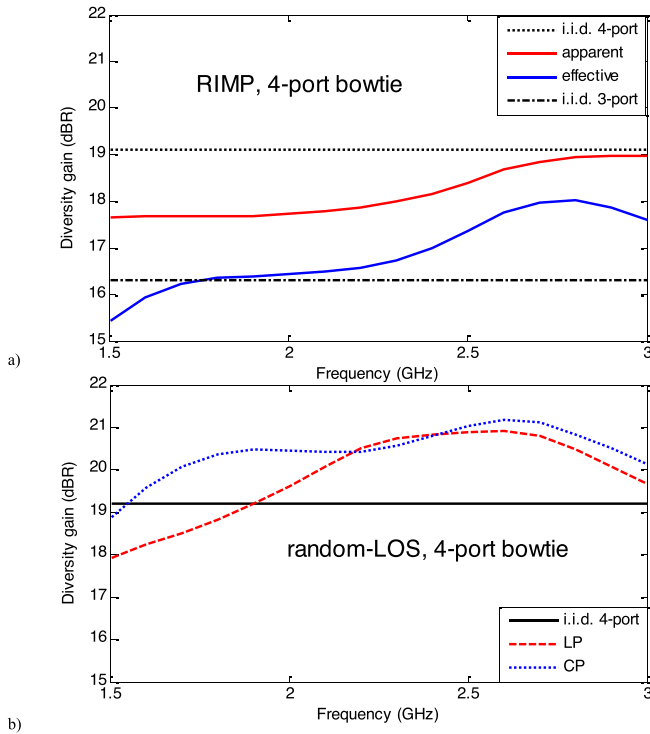 22
21
20
19
18
17
16
15
Diversity gain (dBR)
RIMP, 4-port bowtie
i.i.d. 4-port
apparent
effective
i.i.d. 3-port
1.5
2
2.5
3
Frequency (GHz)
a)
22
21
20
19
18
17
16
15
Diversity gain (dBR)
random-LOS, 4-port bowtie
i.i.d. 4-port
LP
CP
1.5
2
2.5
3
Frequency (GHz)
b)